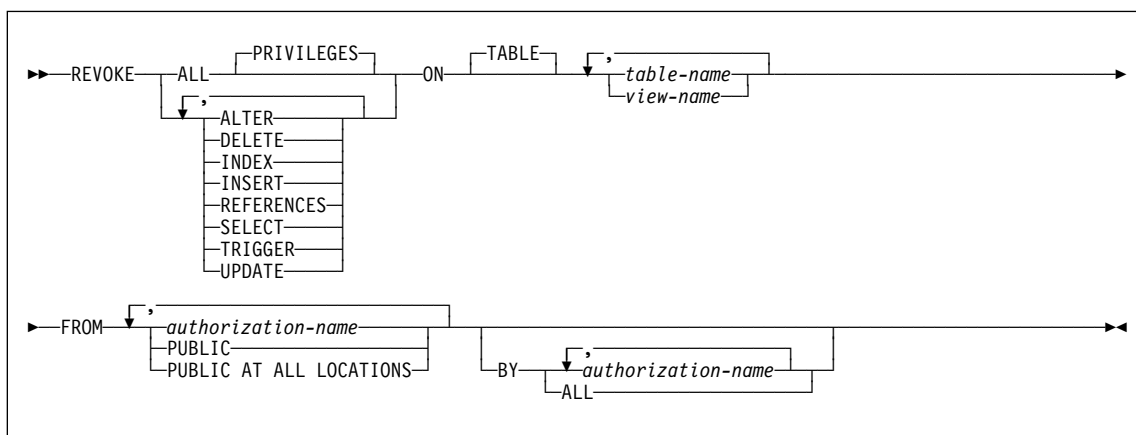 PRIVILEGES TABLE ,
REVOKE ALL ON table-name
, view-name
ALTER
DELETE
INDEX
INSERT
REFERENCES
SELECT
TRIGGER
UPDATE
,
FROM authorization-name
PUBLIC ,
PUBLIC AT ALL LOCATIONS BY authorization-name
ALL